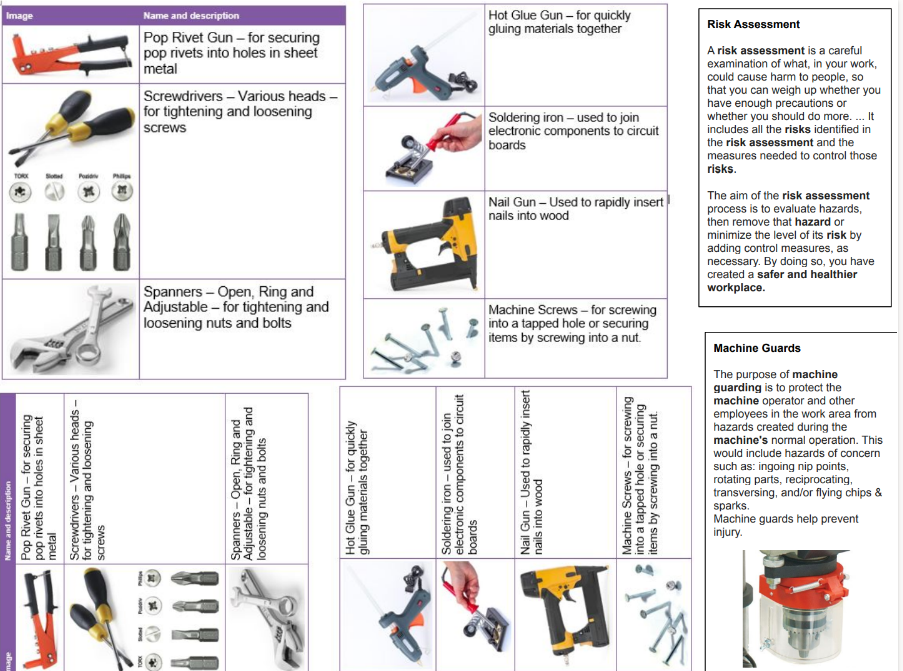 Image Name and description
Pop Rivet Gun – for securing
pop rivets into holes in sheet
metal
Screwdrivers – Various heads –
for tightening and loosening
screws
TORX Slotted Pozidriv Phillips
Spanners – Open, Ring and
Adjustable – for tightening and
loosening nuts and bolts
Hot Glue Gun – for quickly
gluing materials together
Soldering iron – used to join
electronic components to circuit
boards
Nail Gun – Used to rapidly insert
nails into wood
Machine Screws – for screwing
into a tapped hole or securing
items by screwing into a nut.
Risk Assessment
A risk assessment is a careful
examination of what, in your work,
could cause harm to people, so
that you can weigh up whether you
have enough precautions or
whether you should do more. ... It
includes all the risks identified in
the risk assessment and the
measures needed to control those
risks.
The aim of the risk assessment
process is to evaluate hazards,
then remove that hazard or
minimize the level of its risk by
adding control measures, as
necessary. By doing so, you have
created a safer and healthier
workplace.
Machine Guards
The purpose of machine
guarding is to protect the
machine operator and other
employees in the work area from
hazards created during the
machine's normal operation. This
would include hazards of concern
such as: ingoing nip points,
rotating parts, reciprocating,
transversing, and/or flying chips &
sparks.
Machine guards help prevent
injury.
Image Name and description
Pop Rivet Gun – for securing
pop rivets into holes in sheet
metal
Screwdrivers – Various heads –
for tightening and loosening
screws
TORX Slotted Pozidriv Phillips
Spanners – Open, Ring and
Adjustable – for tightening and
loosening nuts and bolts
Hot Glue Gun – for quickly
gluing materials together
Soldering iron – used to join
electronic components to circuit
boards
Nail Gun – Used to rapidly insert
nails into wood
Machine Screws – for screwing
into a tapped hole or securing
items by screwing into a nut.